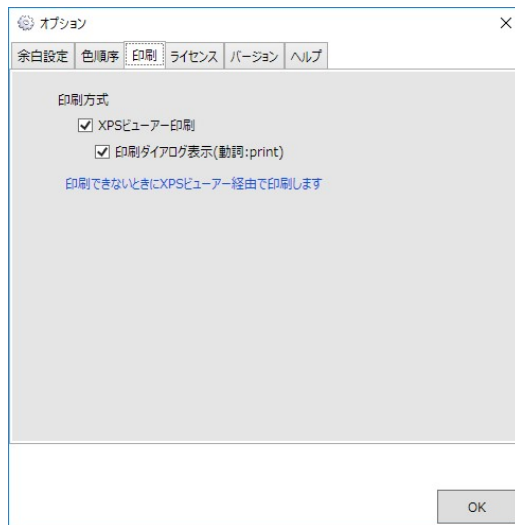 オプション
余白設定 色順序 印刷 ライセンス バージョン ヘルプ
印刷方式
XPSビューアー印刷
印刷ダイアログ表示(動詞:print)
印刷できないときにXPSビューアー経由で印刷します
OK